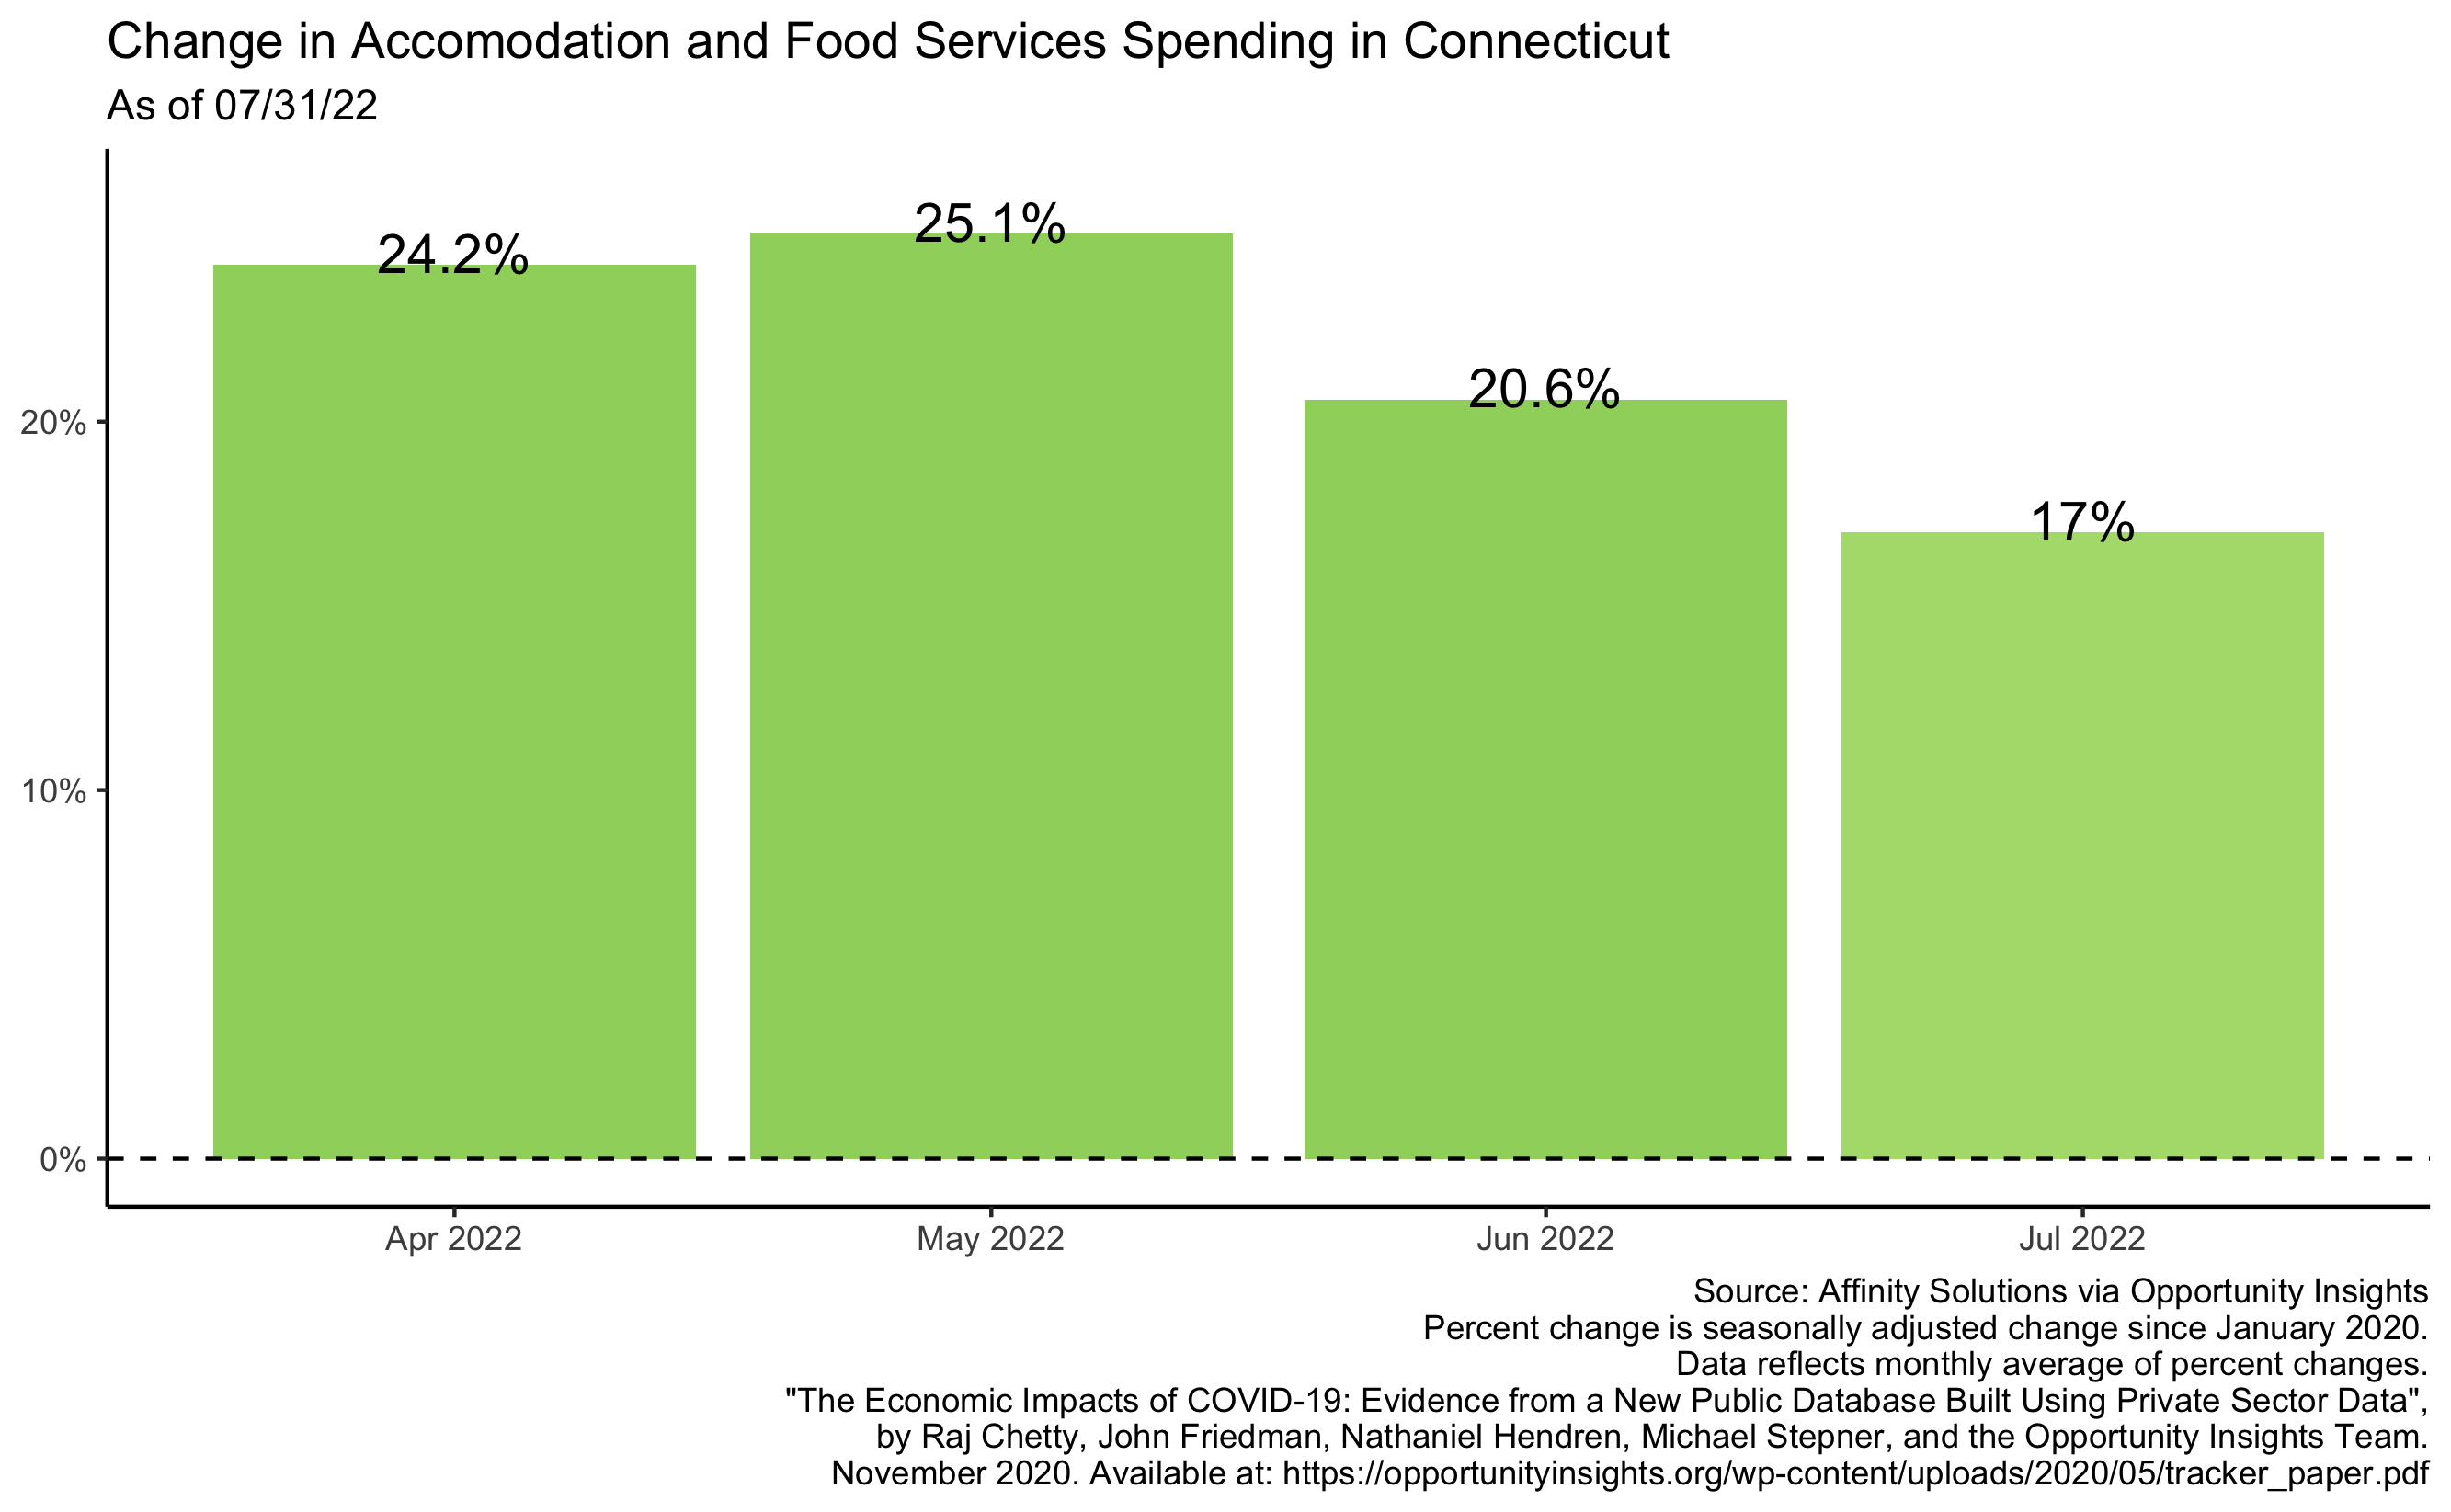 Change in Accomodation and Food Services Spending in Connecticut
As of 07/31/22
24.2%
25.1%
20.6%
17%
20%
10%
0%
Apr 2022
May 2022
Jun 2022
Jul 2022
Source: Affinity Solutions via Opportunity Insights
Percent change is seasonally adjusted change since January 2020.
Data reflects monthly average of percent changes.
"The Economic Impacts of COVID-19: Evidence from a New Public Database Built Using Private Sector Data",
by Raj Chetty, John Friedman, Nathaniel Hendren, Michael Stepner, and the Opportunity Insights Team.
November 2020. Available at: https://opportunityinsights.org/wp-content/uploads/2020/05/tracker_paper.pdf